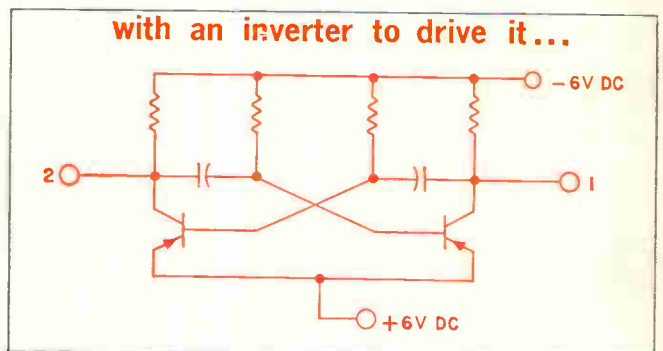 with an inverter to drive it...
-6V DC
2
1
+6V DC